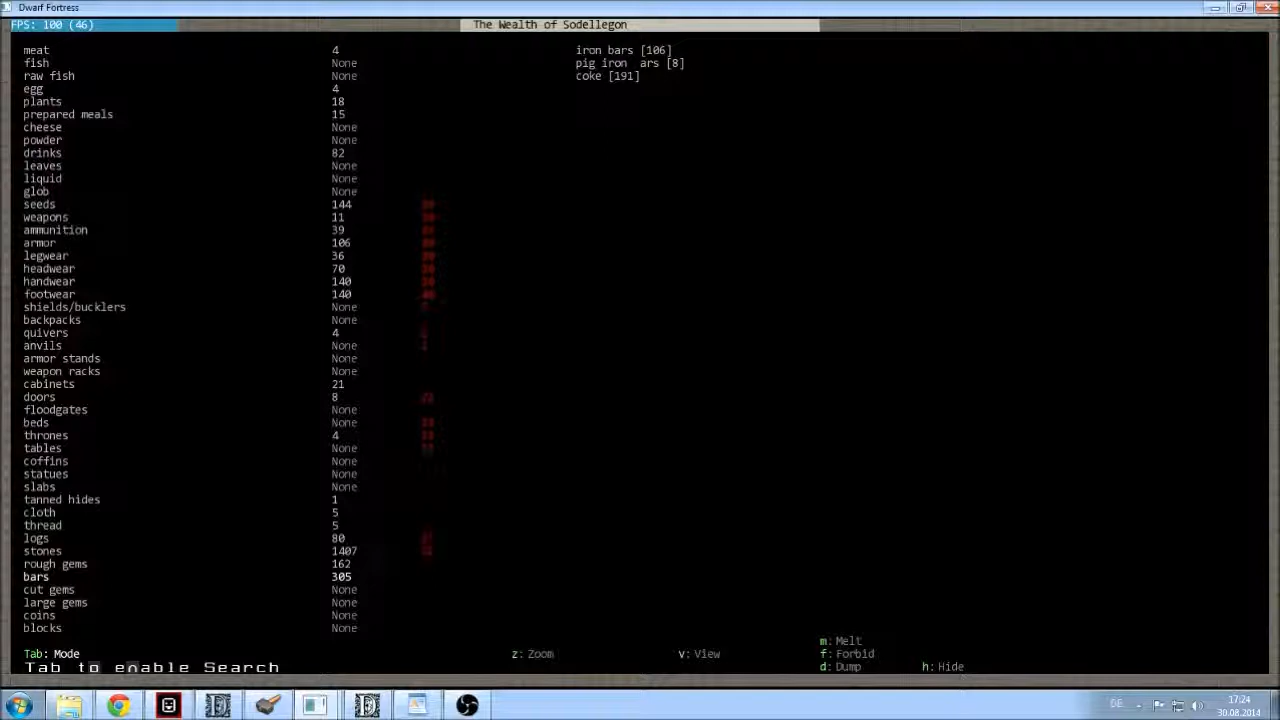 Dwarf Fortress
FPS: 100 (46)
The Wealth of Sodellegon
meat 4 iron bars [106]
fish None pig iron ars [8]
raw fish None coke [191]
egg 4
plants 18
prepared meals 15
cheese None
powder None
drinks 82
leaves None
liquid None
glob None
seeds 144
weapons 11
ammunition 39
armor 106
legwear 36
headwear 70
handwear 140
footwear 140
shields/bucklers None
backpacks None
quivers 4
anvils None
armor stands None
weapon racks None
cabinets 21
doors 8
floodgates None
beds None
thrones 4
tables None
coffins None
statues None
slabs None
tanned hides 1
cloth 5
thread 5
logs 80
stones 1407
rough gems 162
bars 305
cut gems None
large gems None
coins None
blocks None
m: Melt
Tab: Mode z: Zoom v: View f: Forbid
Tab to enable Search d: Dump h: Hide
DE 17:24
30.08.2014